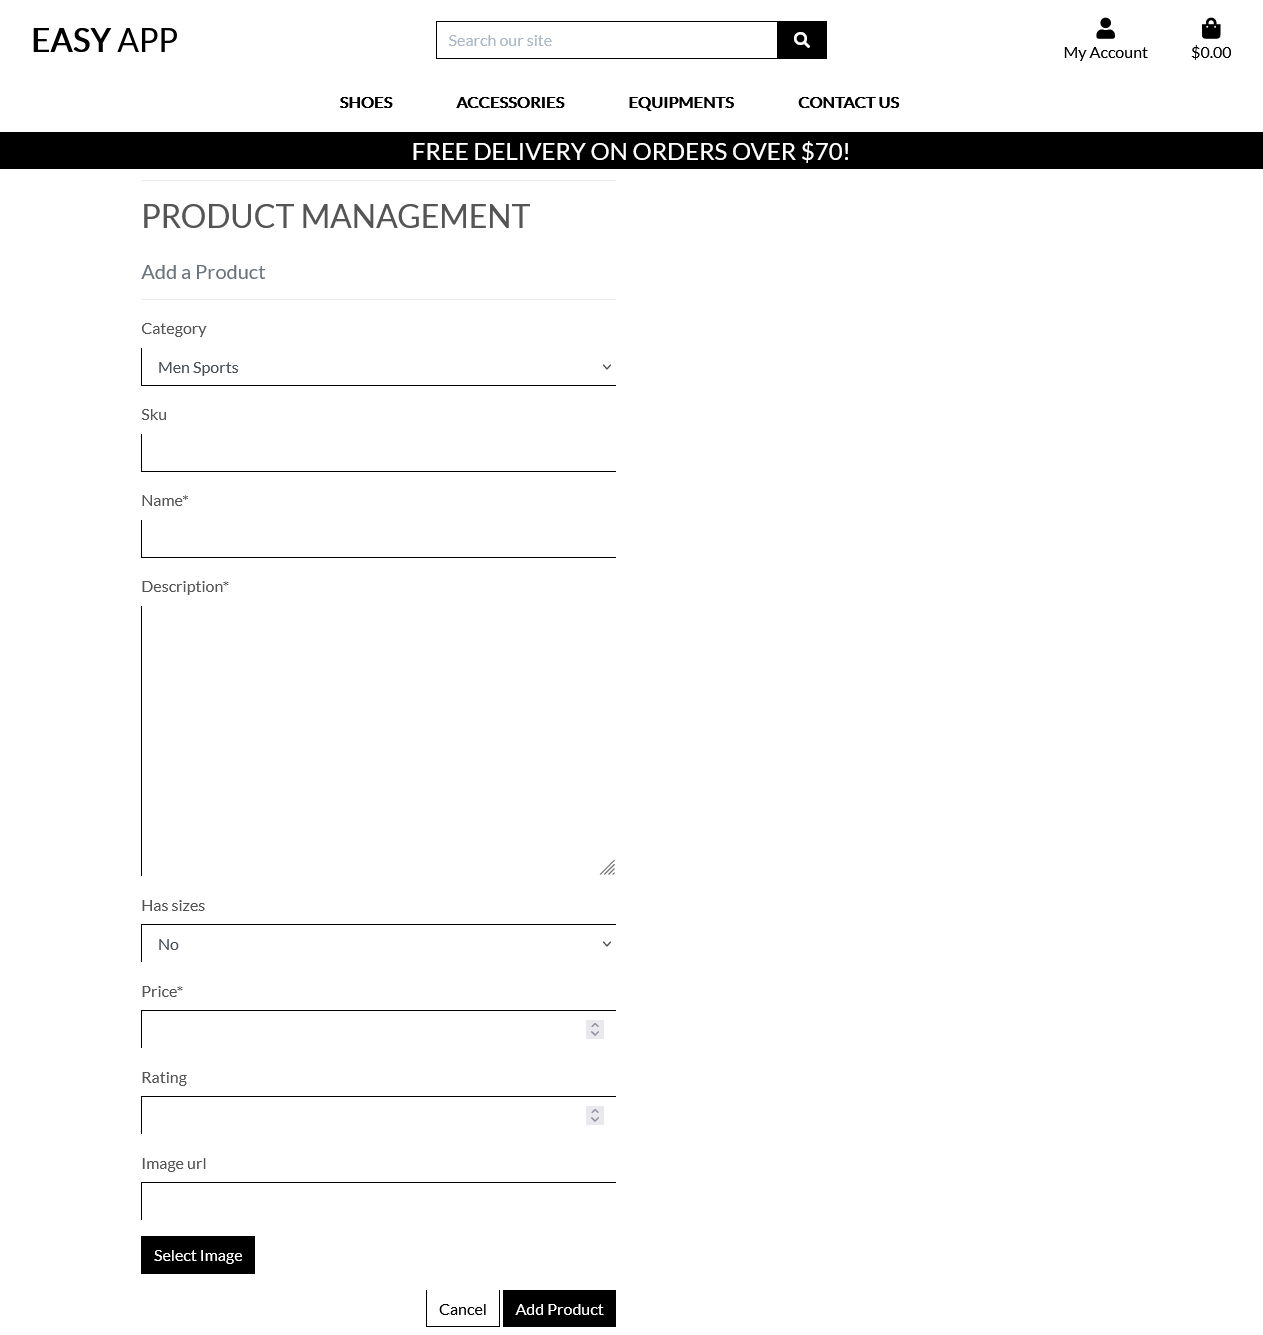 EASY APP
Search our site
My Account
$0.00
SHOES ACCESSORIES EQUIPMENTS CONTACT US
FREE DELIVERY ON ORDERS OVER $70!
PRODUCT MANAGEMENT
Add a Product
Category
Men Sports
Sku
Name*
Description*
Has sizes
No
Price*
Rating
Image url
Select Image
Cancel Add Product